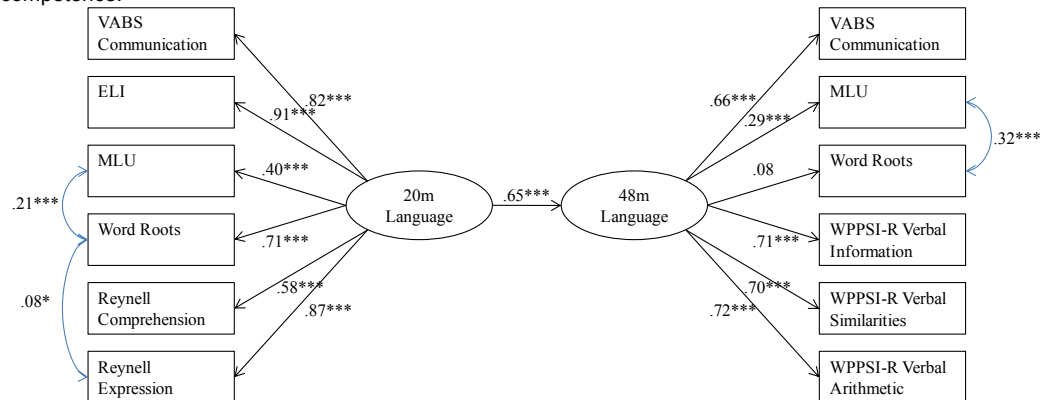 VABS
Communication
ELI
MLU
Word Roots
Reynell
Comprehension
Reynell
Expression
.21***
.08*
.82***
.91***
.40***
.71***
.58***
.87***
20m
Language
.65***
48m
Language
.66***
.29***
.08
.71***
.70***
.72***
VABS
Communication
MLU
Word Roots
WPPSI-R Verbal
Information
WPPSI-R Verbal
Similarities
WPPSI-R Verbal
Arithmetic
.32***